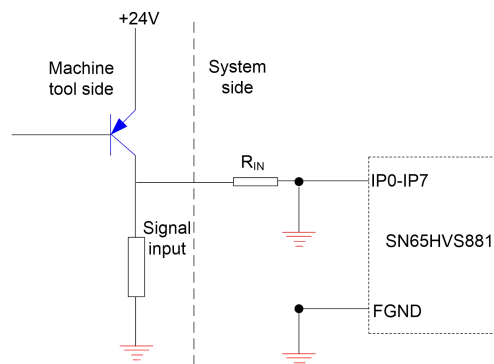 +24V
Machine
tool side
System
side
RIN
IP0-IP7
Signal
input
SN65HVS881
FGND